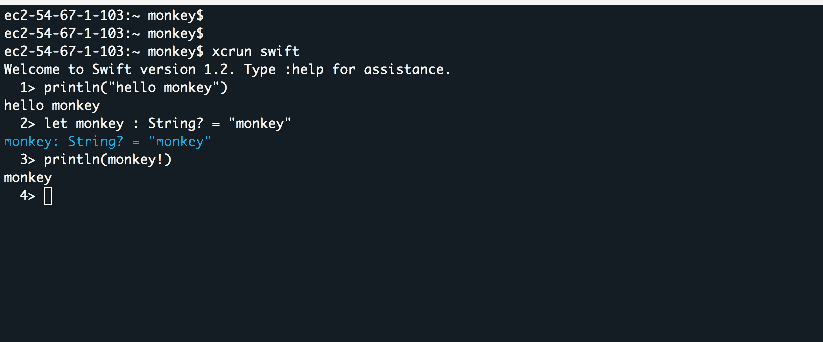 ec2-54-67-1-103:~ monkey$
ec2-54-67-1-103:~ monkey$
ec2-54-67-1-103:~ monkey$ xcrun swift
Welcome to Swift version 1.2. Type :help for assistance.
  1> println("hello monkey")
hello monkey
  2> let monkey : String? = "monkey"
monkey: String? = "monkey"
  3> println(monkey!)
monkey
  4>